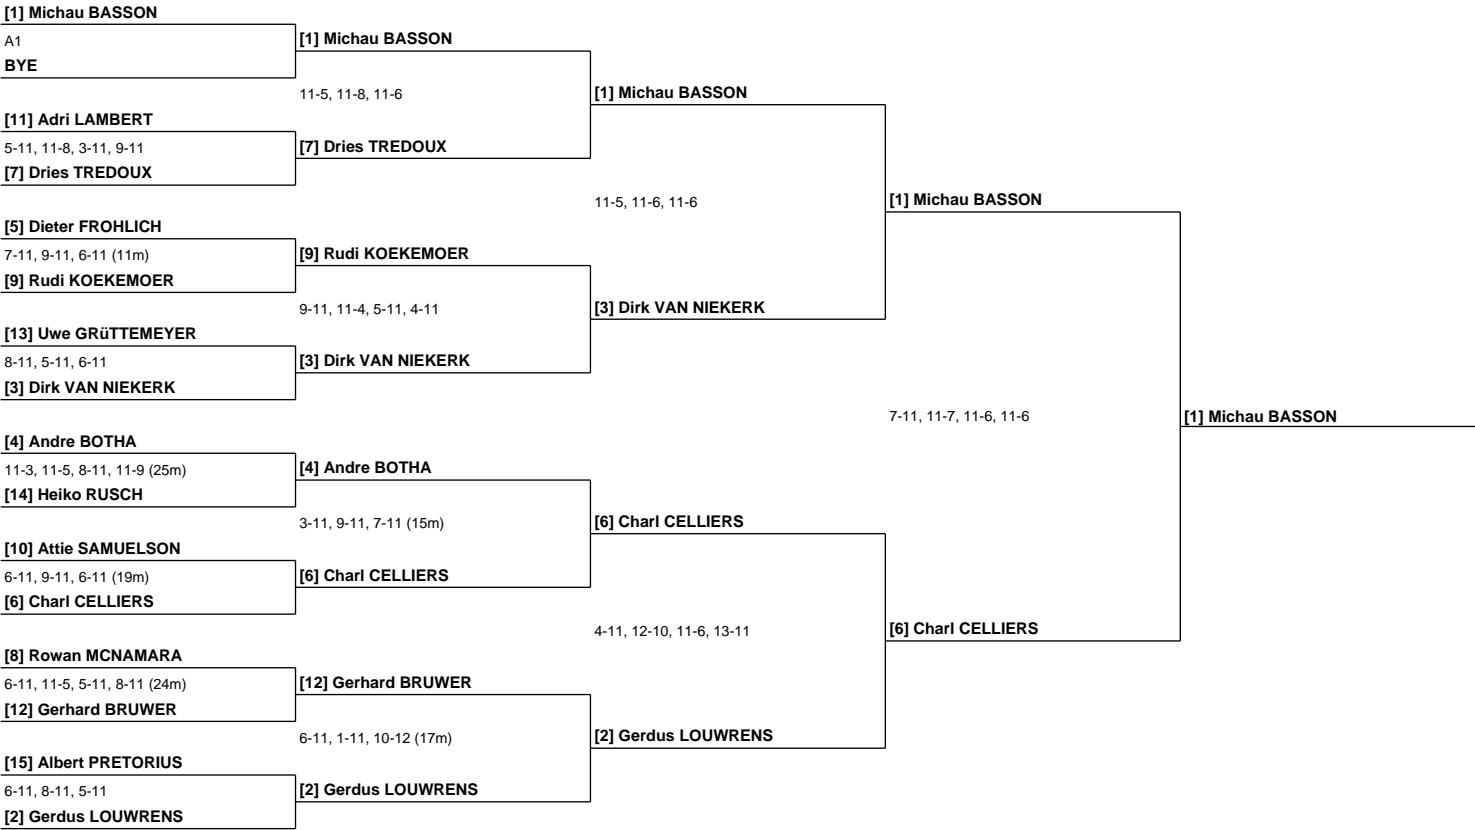 [1] Michau BASSON
A1
BYE
[11] Adri LAMBERT
5-11, 11-8, 3-11, 9-11
[7] Dries TREDOUX
[5] Dieter FROHLICH
7-11, 9-11, 6-11 (11m)
[9] Rudi KOEKEMOER
[13] Uwe GRüTTEMEYER
8-11, 5-11, 6-11
[3] Dirk VAN NIEKERK
[4] Andre BOTHA
11-3, 11-5, 8-11, 11-9 (25m)
[14] Heiko RUSCH
[10] Attie SAMUELSON
6-11, 9-11, 6-11 (19m)
[6] Charl CELLIERS
[8] Rowan MCNAMARA
6-11, 11-5, 5-11, 8-11 (24m)
[12] Gerhard BRUWER
[15] Albert PRETORIUS
6-11, 8-11, 5-11
[2] Gerdus LOUWRENS
[1] Michau BASSON
11-5, 11-8, 11-6
[7] Dries TREDOUX
[9] Rudi KOEKEMOER
9-11, 11-4, 5-11, 4-11
[3] Dirk VAN NIEKERK
[4] Andre BOTHA
3-11, 9-11, 7-11 (15m)
[6] Charl CELLIERS
[12] Gerhard BRUWER
6-11, 1-11, 10-12 (17m)
[2] Gerdus LOUWRENS
[1] Michau BASSON
11-5, 11-6, 11-6
[3] Dirk VAN NIEKERK
[6] Charl CELLIERS
4-11, 12-10, 11-6, 13-11
[2] Gerdus LOUWRENS
[1] Michau BASSON
7-11, 11-7, 11-6, 11-6
[6] Charl CELLIERS
[1] Michau BASSON